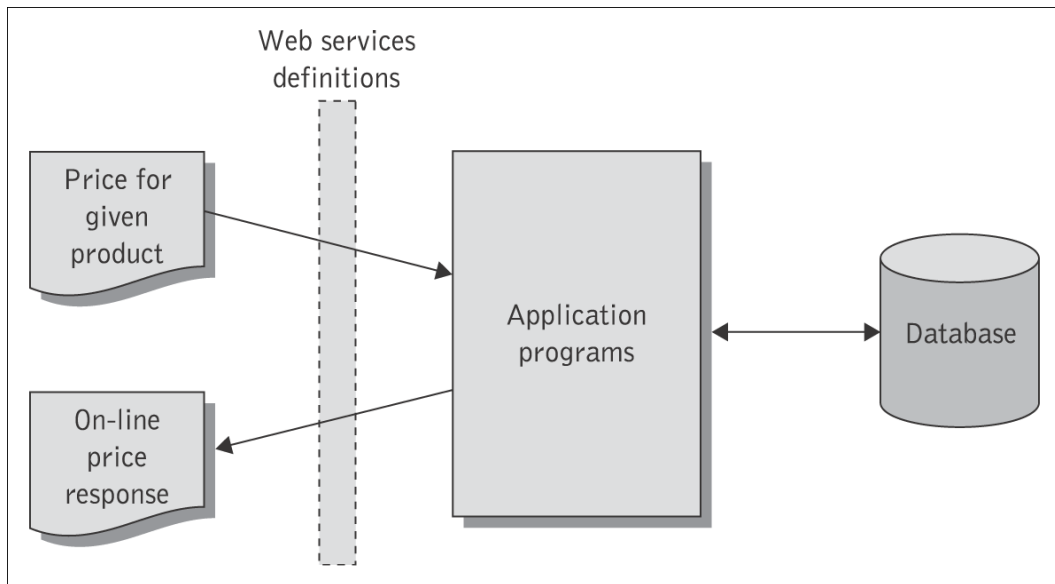 Web services
definitions
Price for
given
product
Application
programs
Database
On-line
price
response